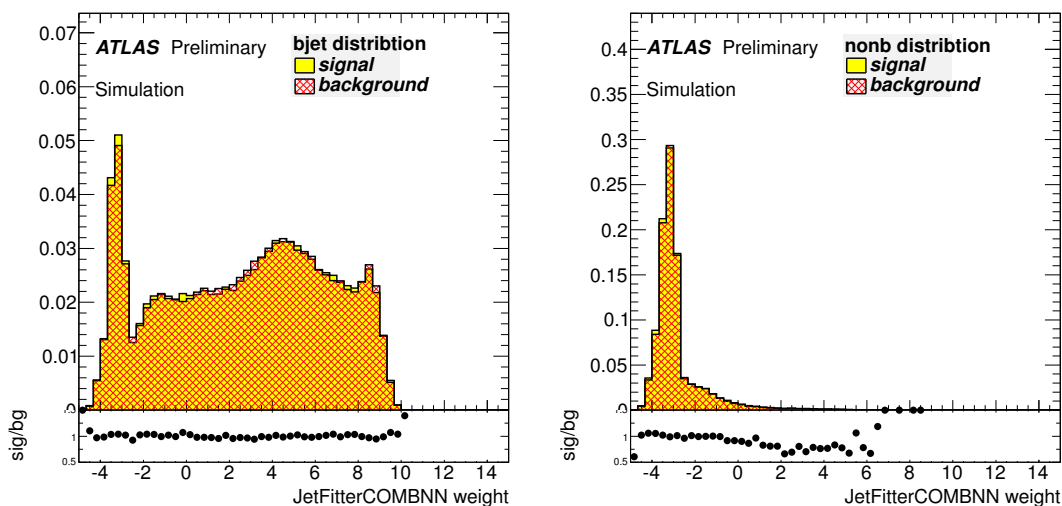 ATLAS Preliminary
Simulation
bjet distribtion
signal
background
0.07
0.06
0.05
0.04
0.03
0.02
0.01
0
sig/bg
1
0.5
-4 -2 0 2 4 6 8 10 12 14
JetFitterCOMBNN weight
ATLAS Preliminary
Simulation
nonb distribtion
signal
background
0.4
0.35
0.3
0.25
0.2
0.15
0.1
0.05
sig/bg
1
0.5
-4 -2 0 2 4 6 8 10 12 14
JetFitterCOMBNN weight